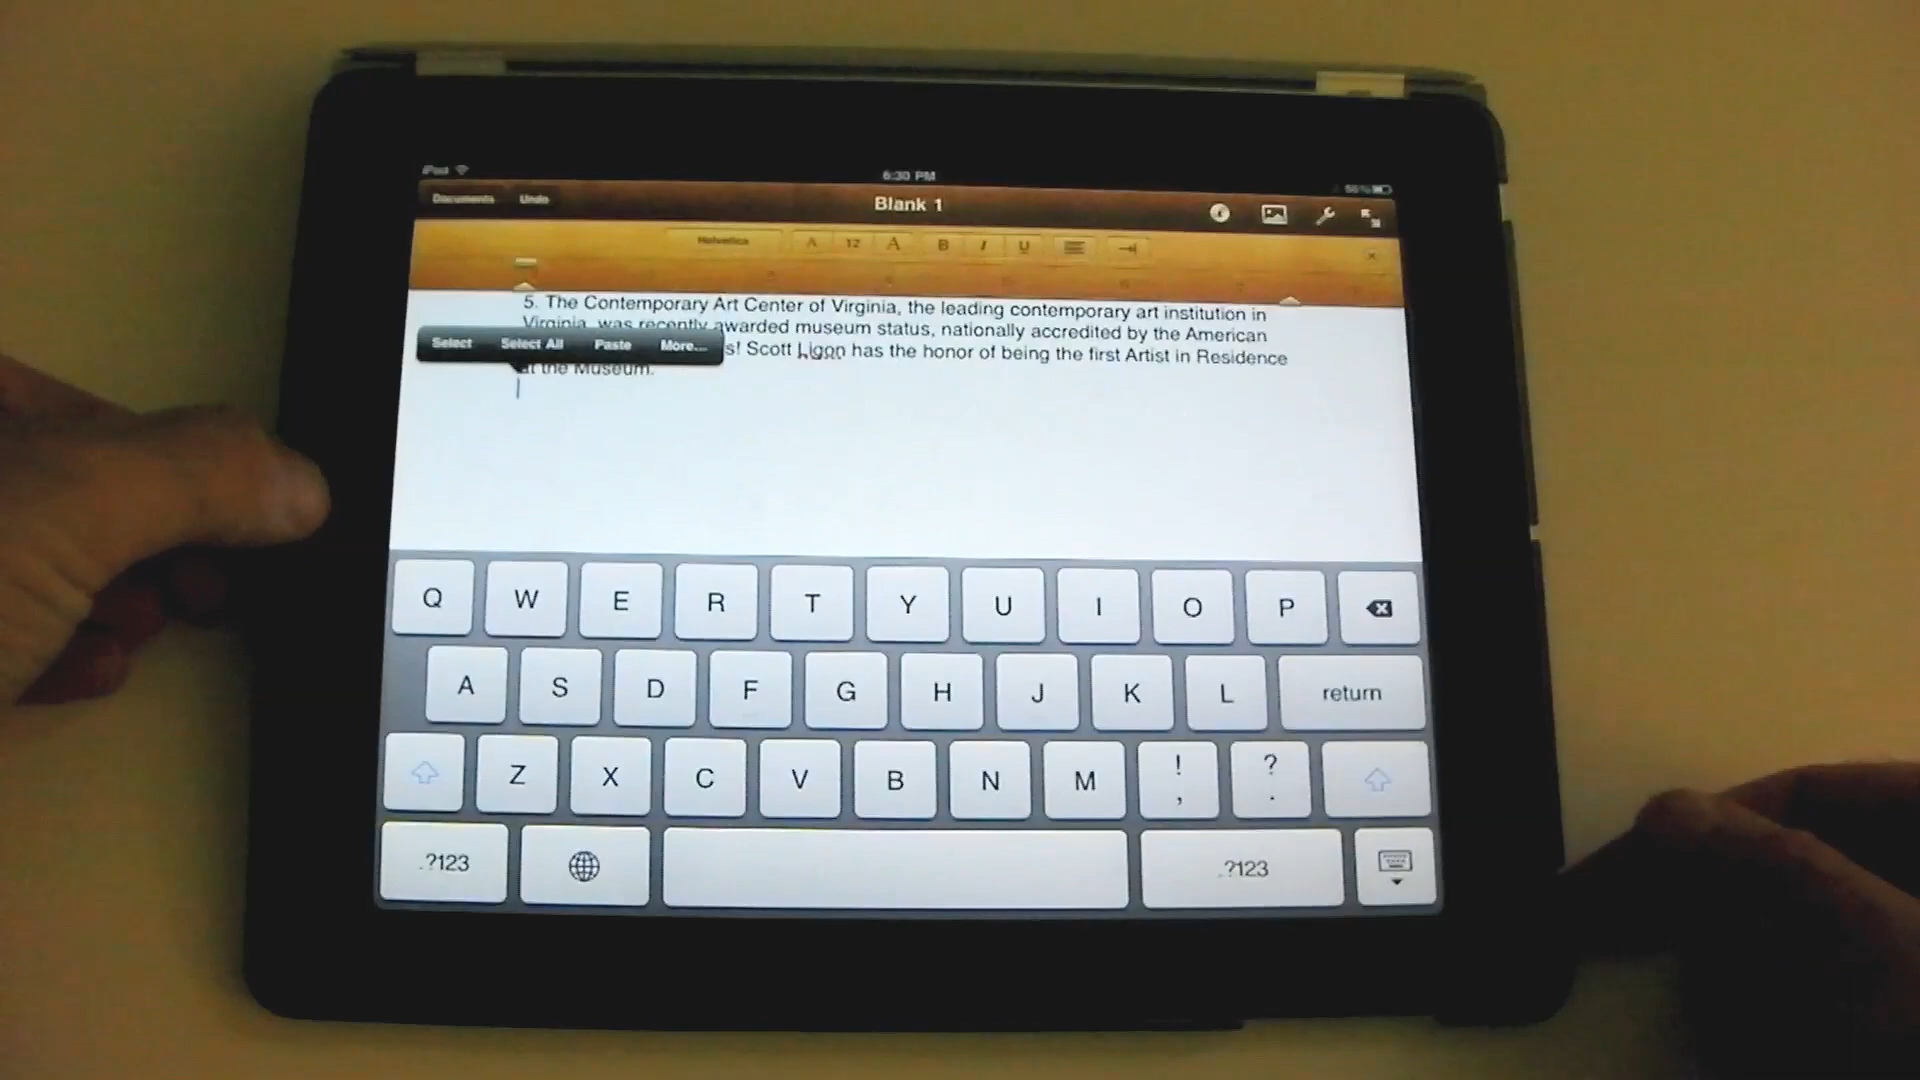 iPod 6:30 PM 56%
Documents Undo Blank 1
Helvetica A 12 A B I U
5. The Contemporary Art Center of Virginia, the leading contemporary art institution in
Virginia, was recently awarded museum status, nationally accredited by the American
Select Select All Paste More... s! Scott Ligon has the honor of being the first Artist in Residence
at the Museum.
Q W E R T Y U I O P
A S D F G H J K L return
Z X C V B N M ! , ? .
.?123 .?123